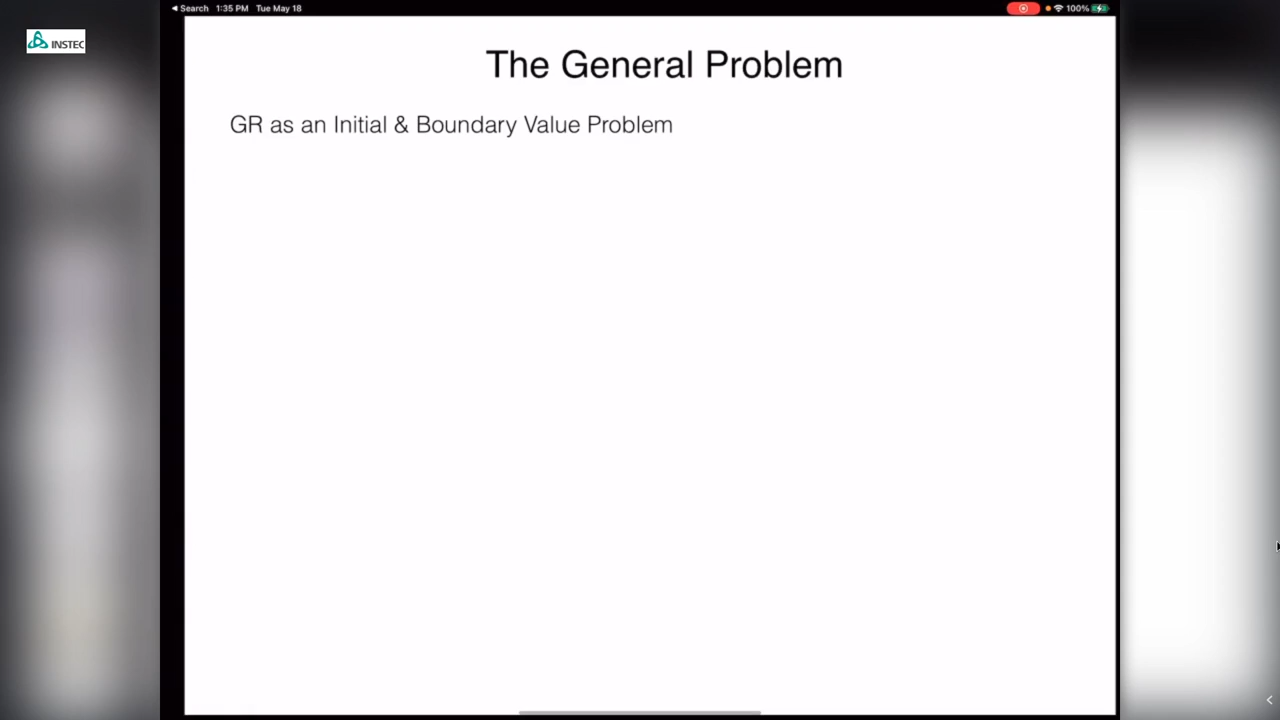 Search 1:35 PM Tue May 18 100%
INSTEC
The General Problem
GR as an Initial & Boundary Value Problem